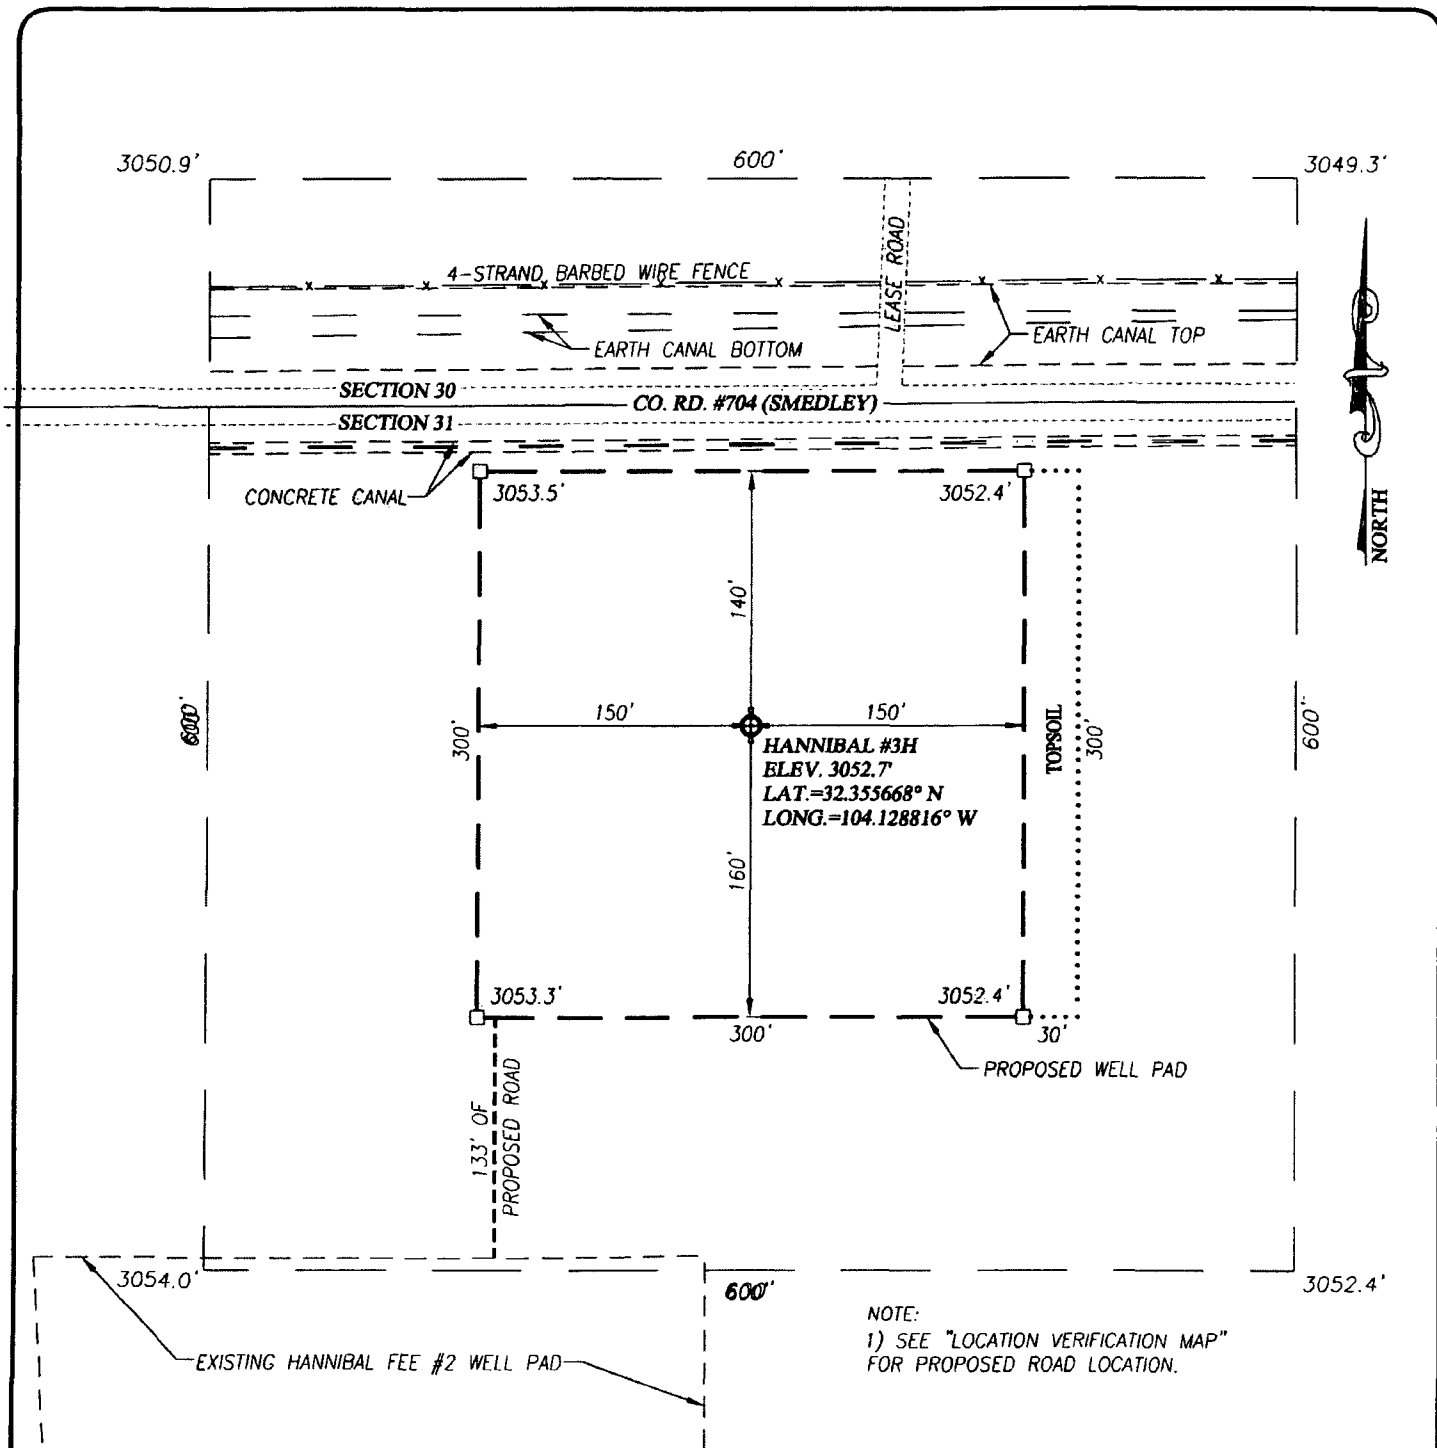 3050.9'
600'
3049.3'
LEASE ROAD
4-STRAND BARBED WIRE FENCE
EARTH CANAL TOP
EARTH CANAL BOTTOM
SECTION 30
CO. RD. #704 (SMEDLEY)
SECTION 31
CONCRETE CANAL
3053.5'
3052.4'
NORTH
140'
600'
300'
150'
150'
TOPSOIL
300'
600'
HANNIBAL #3H
ELEV. 3052.7'
LAT.=32.355668° N
LONG.=104.128816° W
160'
3053.3'
3052.4'
300'
30'
PROPOSED WELL PAD
133' OF
PROPOSED ROAD
3054.0'
600'
3052.4'
NOTE:
1) SEE "LOCATION VERIFICATION MAP"
FOR PROPOSED ROAD LOCATION.
EXISTING HANNIBAL FEE #2 WELL PAD